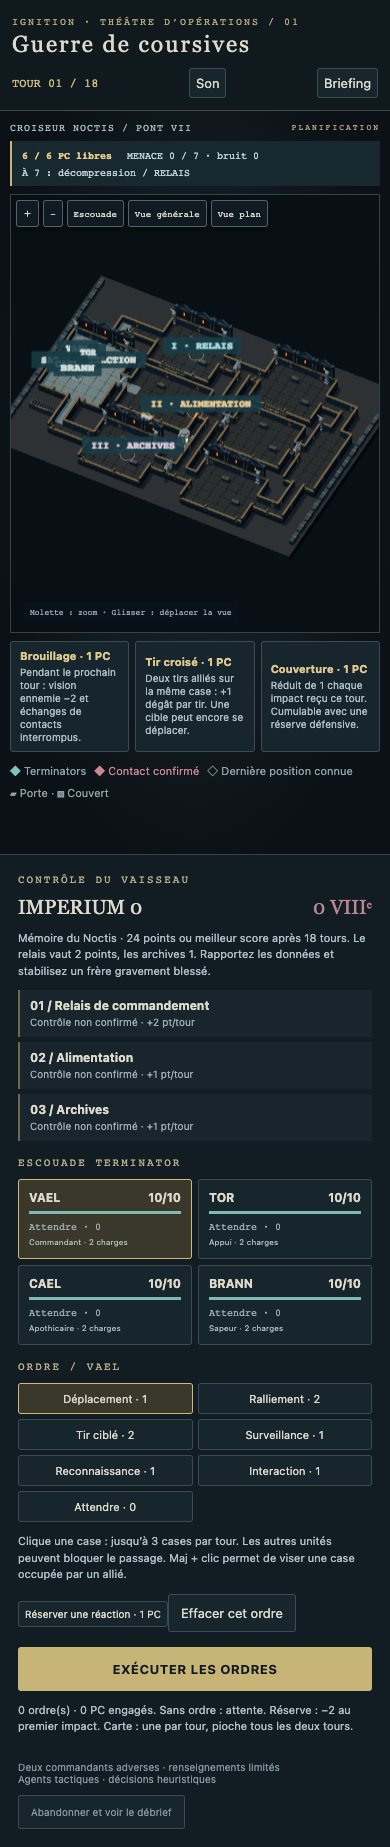 IGNITION · THÉÂTRE D'OPÉRATIONS / 01
Guerre de coursives
TOUR 01 / 18
Son
Briefing
CROISEUR NOCTIS / PONT VII
PLANIFICATION
6 / 6 PC libres MENACE 0 / 7 · bruit 0
À 7 : décompression / RELAIS
+
−
Escouade
Vue générale
Vue plan
TOR
BRANN
I · RELAIS
II · ALIMENTATION
III · ARCHIVES
Molette : zoom · Glisser : déplacer la vue
Brouillage · 1 PC
Pendant le prochain
tour : vision
ennemie −2 et
échanges de
contacts
interrompus.
Tir croisé · 1 PC
Deux tirs alliés sur
la même case : +1
dégât par tir. Une
cible peut encore se
déplacer.
Couverture · 1 PC
Réduit de 1 chaque
impact reçu ce tour.
Cumulable avec une
réserve défensive.
◆ Terminators ◆ Contact confirmé ◇ Dernière position connue
▰ Porte · ▩ Couvert
CONTRÔLE DU VAISSEAU
IMPERIUM 0
0 VIIIᵉ
Mémoire du Noctis · 24 points ou meilleur score après 18 tours. Le
relais vaut 2 points, les archives 1. Rapportez les données et
stabilisez un frère gravement blessé.
01 / Relais de commandement
Contrôle non confirmé · +2 pt/tour
02 / Alimentation
Contrôle non confirmé · +1 pt/tour
03 / Archives
Contrôle non confirmé · +1 pt/tour
ESCOUADE TERMINATOR
VAEL 10/10
Attendre · 0
Commandant · 2 charges
TOR 10/10
Attendre · 0
Appui · 2 charges
CAEL 10/10
Attendre · 0
Apothicaire · 2 charges
BRANN 10/10
Attendre · 0
Sapeur · 2 charges
ORDRE / VAEL
Déplacement · 1
Ralliement · 2
Tir ciblé · 2
Surveillance · 1
Reconnaissance · 1
Interaction · 1
Attendre · 0
Clique une case : jusqu'à 3 cases par tour. Les autres unités
peuvent bloquer le passage. Maj + clic permet de viser une case
occupée par un allié.
Réserver une réaction · 1 PC
Effacer cet ordre
EXÉCUTER LES ORDRES
0 ordre(s) · 0 PC engagés. Sans ordre : attente. Réserve : −2 au
premier impact. Carte : une par tour, pioche tous les deux tours.
Deux commandants adverses · renseignements limités
Agents tactiques · décisions heuristiques
Abandonner et voir le débrief